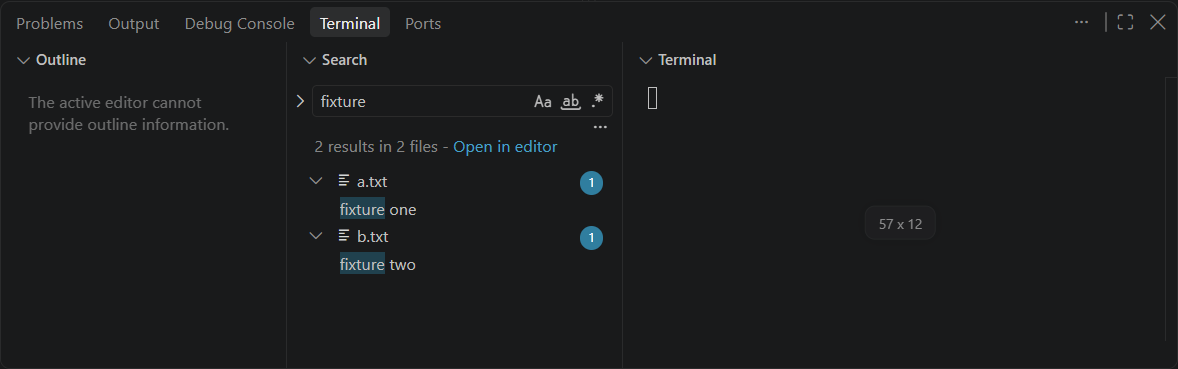 Problems Output Debug Console Terminal Ports
Outline
The active editor cannot
provide outline information.
Search
fixture Aa ab .*
2 results in 2 files - Open in editor
a.txt 1
fixture one
b.txt 1
fixture two
Terminal
57 x 12